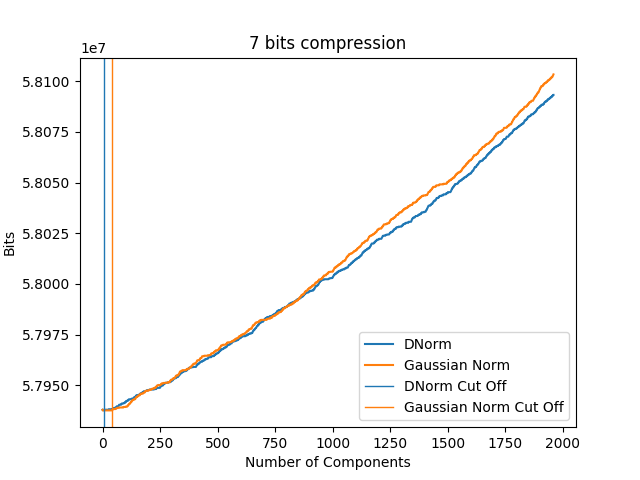 7 bits compression
1e7
5.8100
5.8075
5.8050
5.8025
5.8000
5.7975
5.7950
Bits
DNorm
Gaussian Norm
DNorm Cut Off
Gaussian Norm Cut Off
0 250 500 750 1000 1250 1500 1750 2000
Number of Components